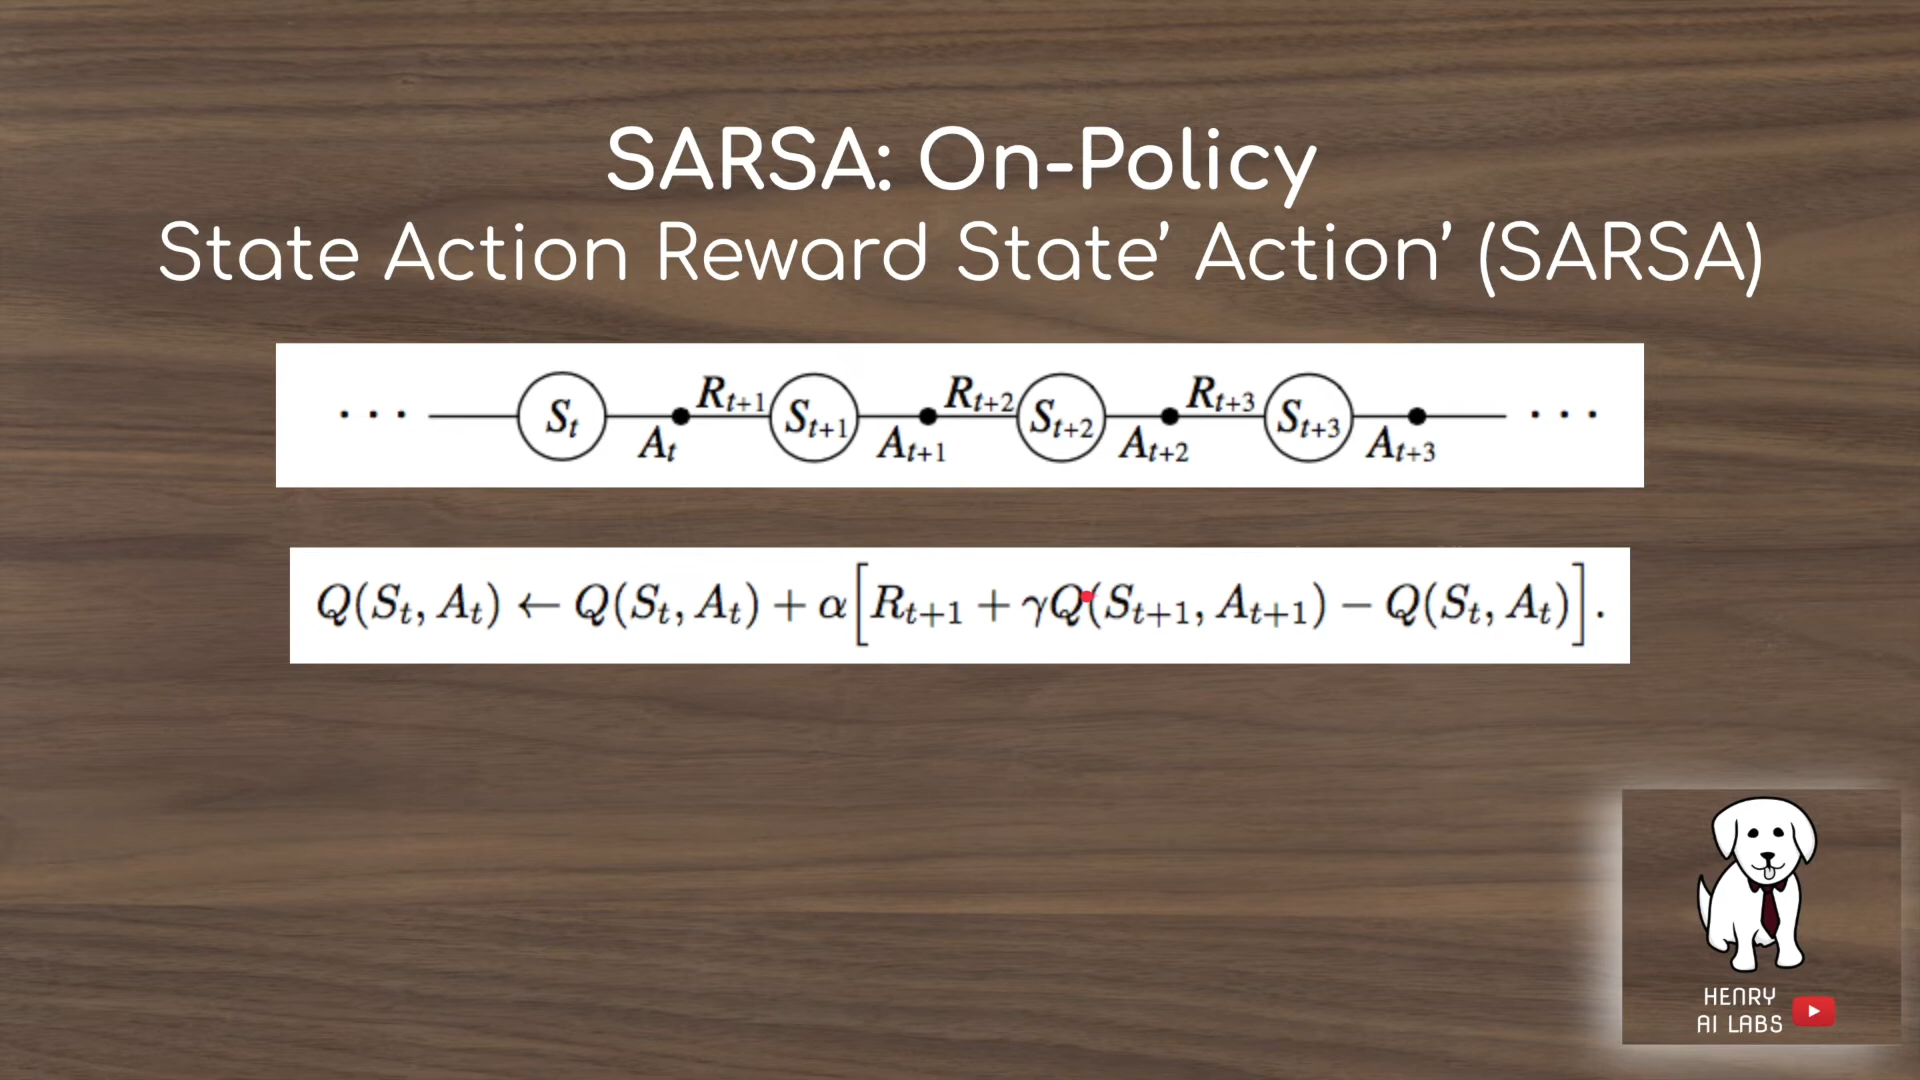 SARSA: On-Policy
State Action Reward State’ Action’ (SARSA)
· · · S_t A_t R_{t+1} S_{t+1} A_{t+1} R_{t+2} S_{t+2} A_{t+2} R_{t+3} S_{t+3} A_{t+3} · · ·
Q(S_t, A_t) ← Q(S_t, A_t) + α[R_{t+1} + γQ(S_{t+1}, A_{t+1}) − Q(S_t, A_t)].
HENRY
AI LABS